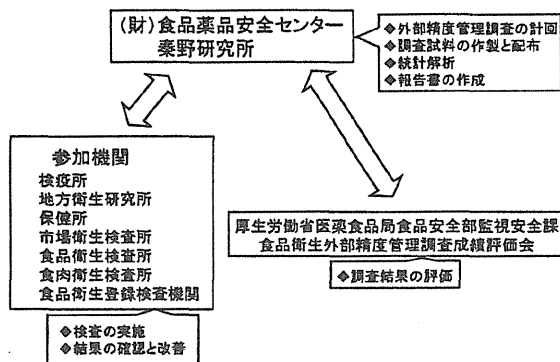 (財)食品薬品安全センター
秦野研究所
◆外部精度管理調査の計画
◆調査試料の作製と配布
◆統計解析
◆報告書の作成
参加機関
検疫所
地方衛生研究所
保健所
市場衛生検査所
食品衛生検査所
食肉衛生検査所
食品衛生登録検査機関
◆検査の実施
◆結果の確認と改善
厚生労働省医薬食品局食品安全部監視安全課
食品衛生外部精度管理調査成績評価会
◆調査結果の評価